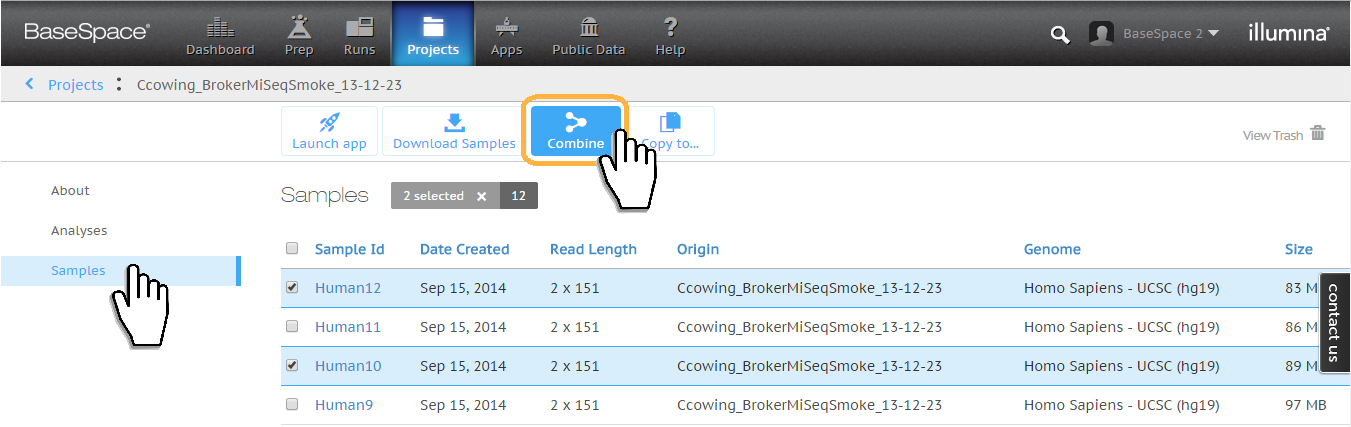 BaseSpace®
Dashboard
Prep
Runs
Projects
Apps
Public Data
Help
BaseSpace 2
illumina®
Projects : Ccowing_BrokerMiSeqSmoke_13-12-23
Launch app
Download Samples
Combine
opy to...
View Trash
About
Analyses
Samples
Samples
2 selected × 12
Sample Id Date Created Read Length Origin Genome Size
Human12 Sep 15, 2014 2 x 151 Ccowing_BrokerMiSeqSmoke_13-12-23 Homo Sapiens - UCSC (hg19) 83 M
Human11 Sep 15, 2014 2 x 151 Ccowing_BrokerMiSeqSmoke_13-12-23 Homo Sapiens - UCSC (hg19) 86 M
Human10 Sep 15, 2014 2 x 151 Ccowing_BrokerMiSeqSmoke_13-12-23 Homo Sapiens - UCSC (hg19) 89 M
Human9 Sep 15, 2014 2 x 151 Ccowing_BrokerMiSeqSmoke_13-12-23 Homo Sapiens - UCSC (hg19) 97 MB
contact us